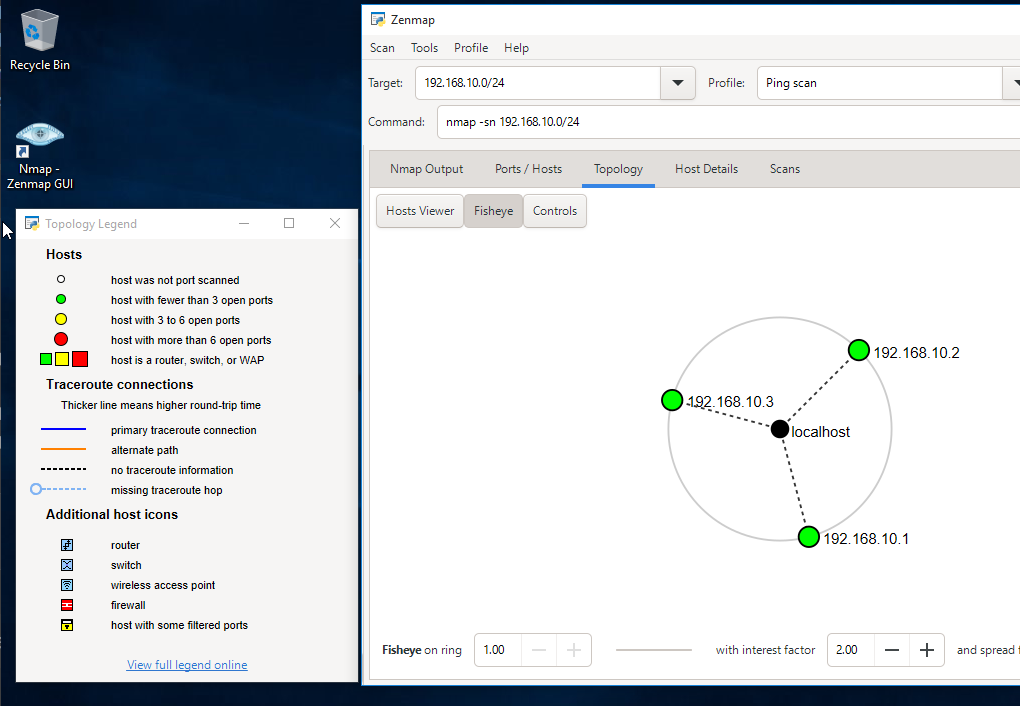 Recycle Bin
Nmap -
Zenmap GUI
Topology Legend
Hosts
host was not port scanned
host with fewer than 3 open ports
host with 3 to 6 open ports
host with more than 6 open ports
host is a router, switch, or WAP
Traceroute connections
Thicker line means higher round-trip time
primary traceroute connection
alternate path
no traceroute information
missing traceroute hop
Additional host icons
router
switch
wireless access point
firewall
host with some filtered ports
View full legend online
Zenmap
Scan Tools Profile Help
Target: 192.168.10.0/24 Profile: Ping scan
Command: nmap -sn 192.168.10.0/24
Nmap Output Ports / Hosts Topology Host Details Scans
Hosts Viewer Fisheye Controls
192.168.10.2
192.168.10.3
localhost
192.168.10.1
Fisheye on ring 1.00 with interest factor 2.00 and spread